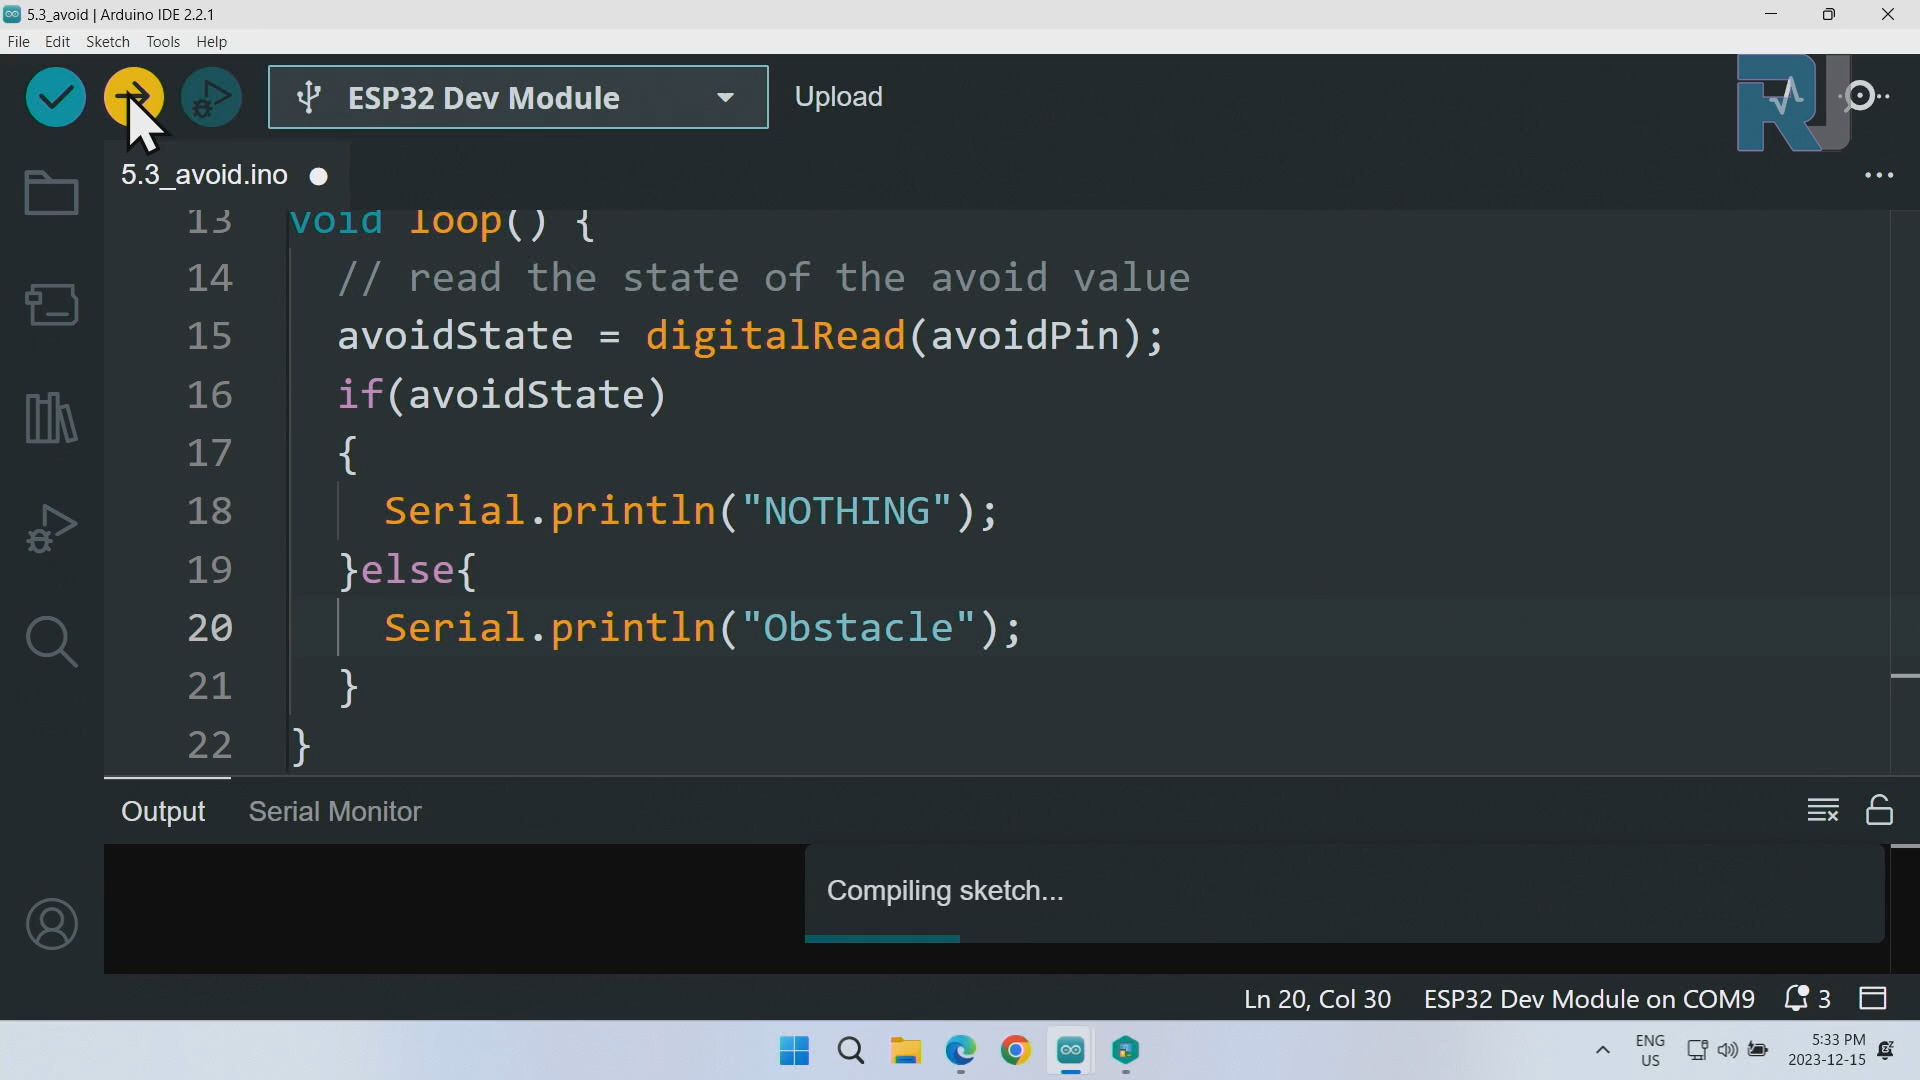 5.3_avoid | Arduino IDE 2.2.1
File Edit Sketch Tools Help
ESP32 Dev Module
Upload
RJ
5.3_avoid.ino
13 void loop() {
14 // read the state of the avoid value
15 avoidState = digitalRead(avoidPin);
16 if(avoidState)
17 {
18 Serial.println("NOTHING");
19 }else{
20 Serial.println("Obstacle");
21 }
22 }
Output Serial Monitor
Compiling sketch...
Ln 20, Col 30 ESP32 Dev Module on COM9 3
ENG
US
5:33 PM
2023-12-15